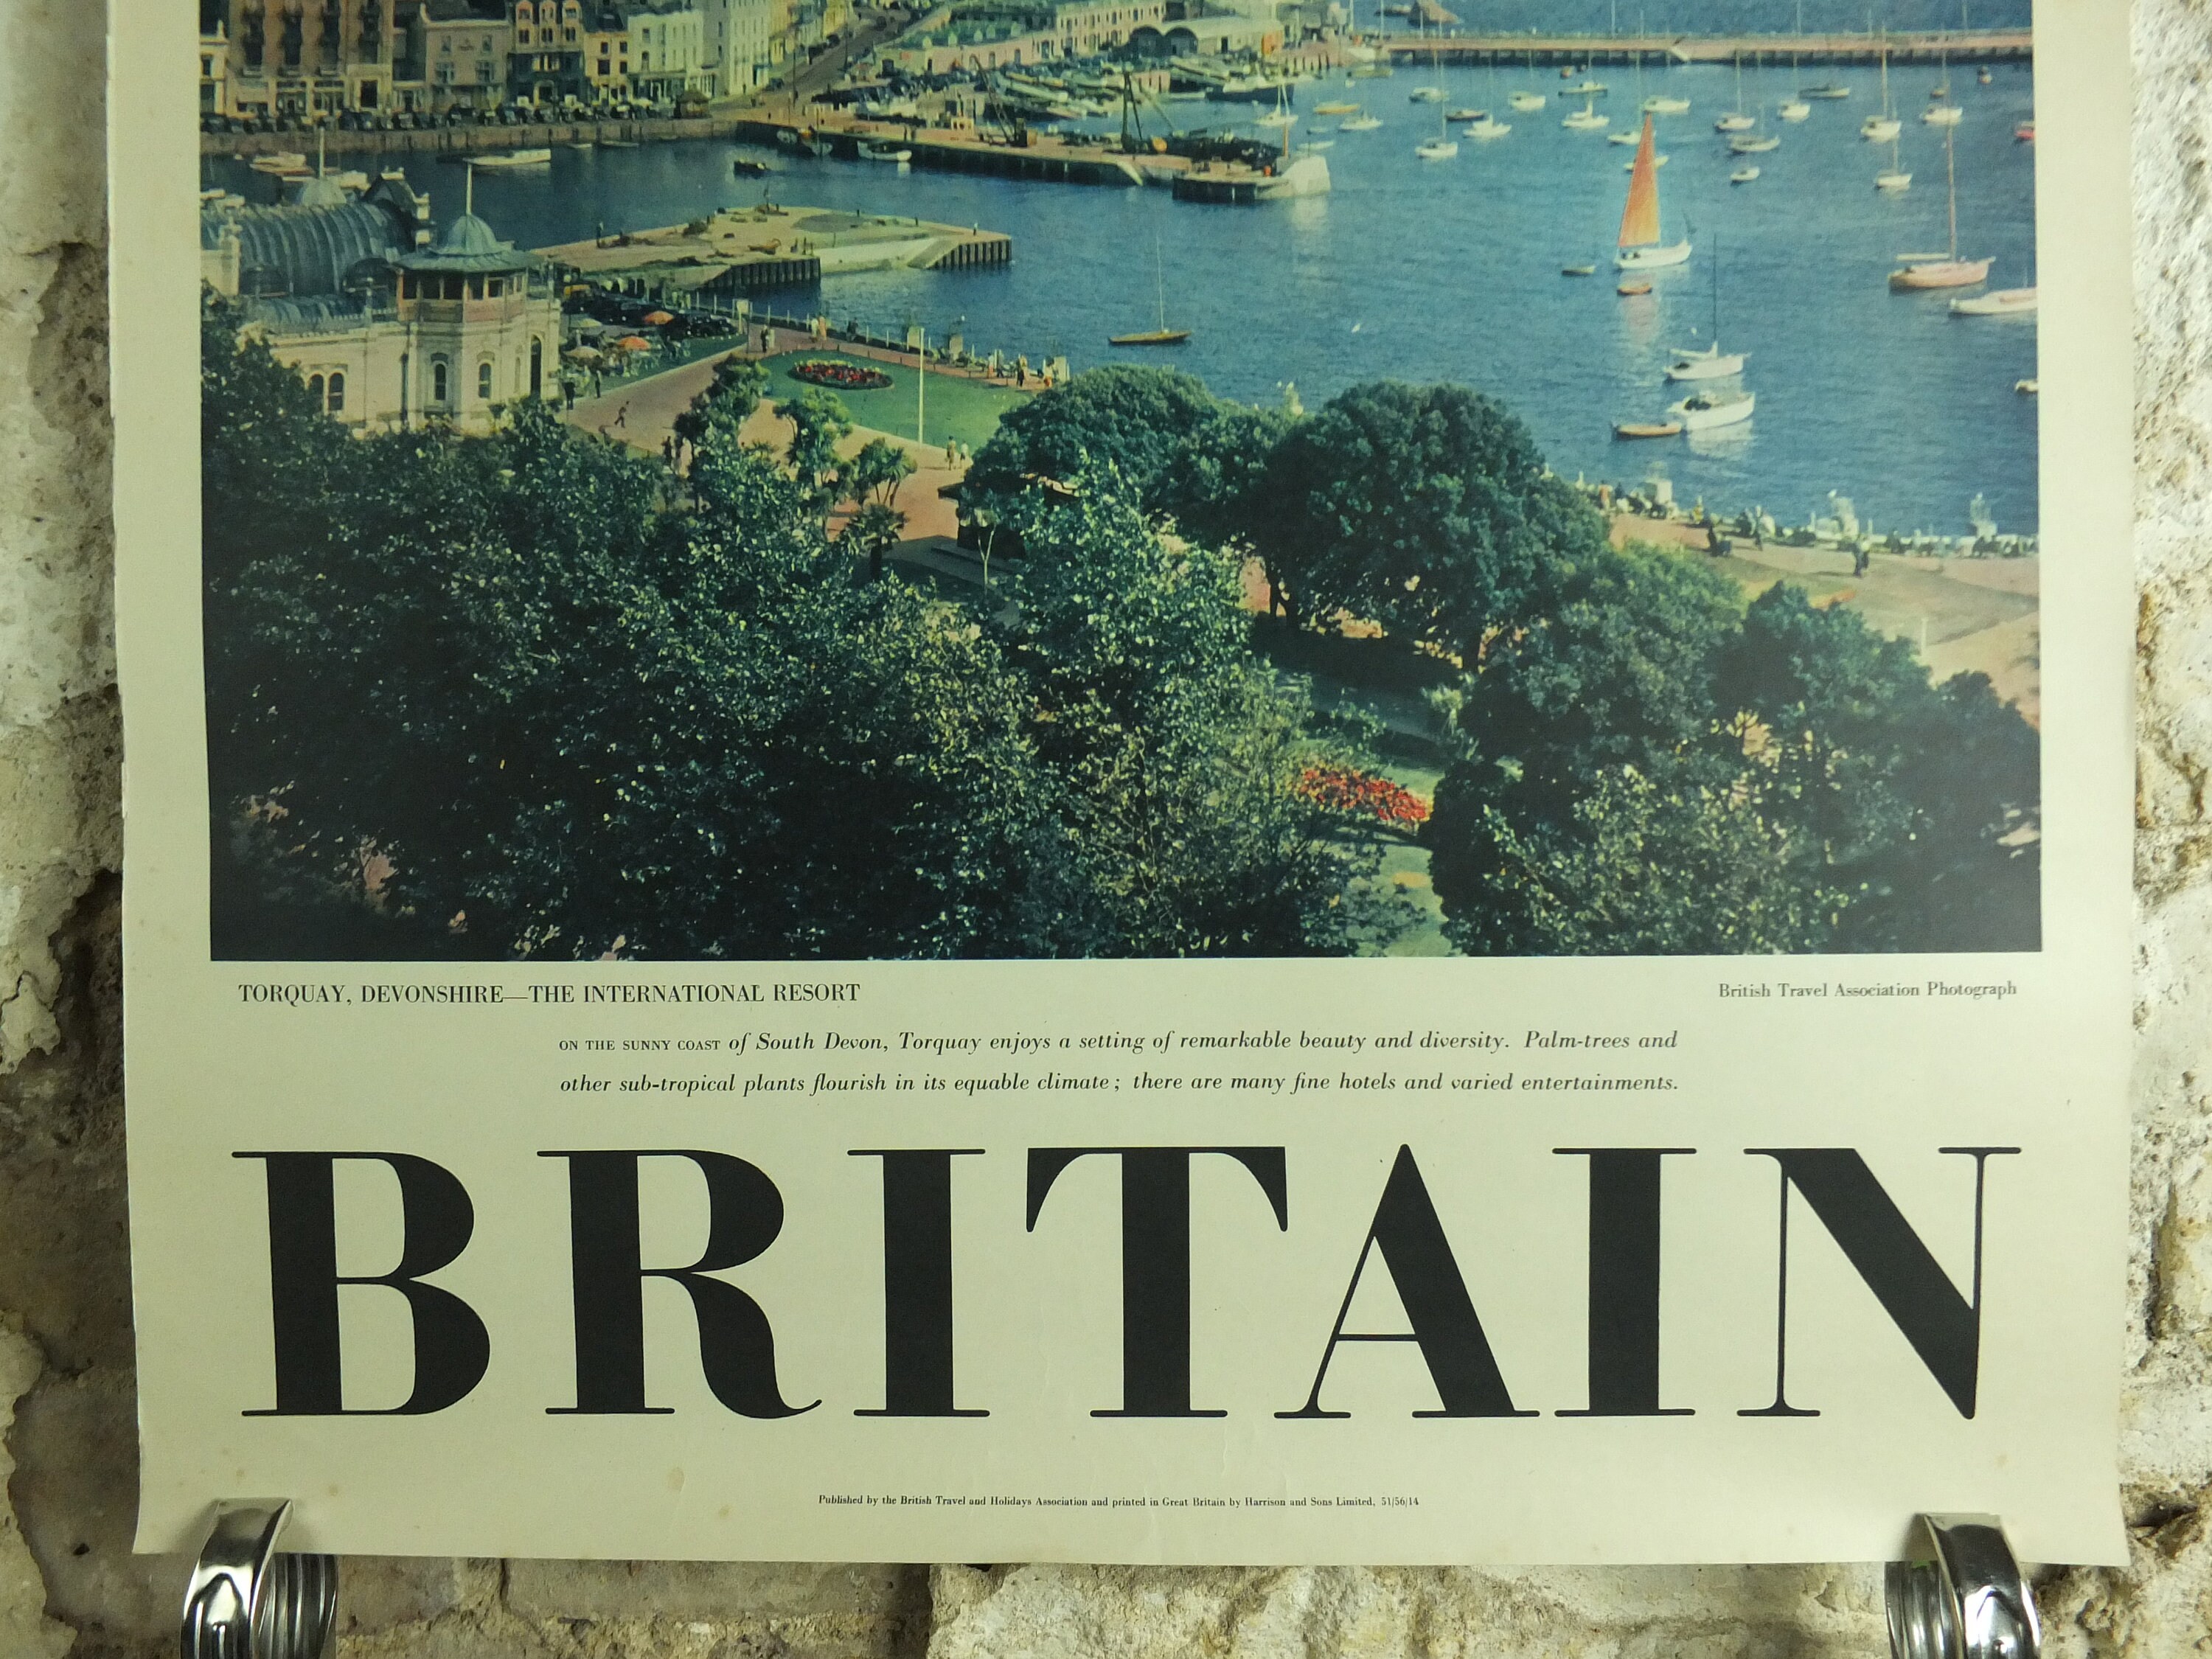 TORQUAY, DEVONSHIRE—THE INTERNATIONAL RESORT
British Travel Association Photograph
ON THE SUNNY COAST of South Devon, Torquay enjoys a setting of remarkable beauty and diversity. Palm-trees and
other sub-tropical plants flourish in its equable climate; there are many fine hotels and varied entertainments.
BRITAIN
Published by the British Travel and Holidays Association and printed in Great Britain by Harrison and Sons Limited, 51/56/14